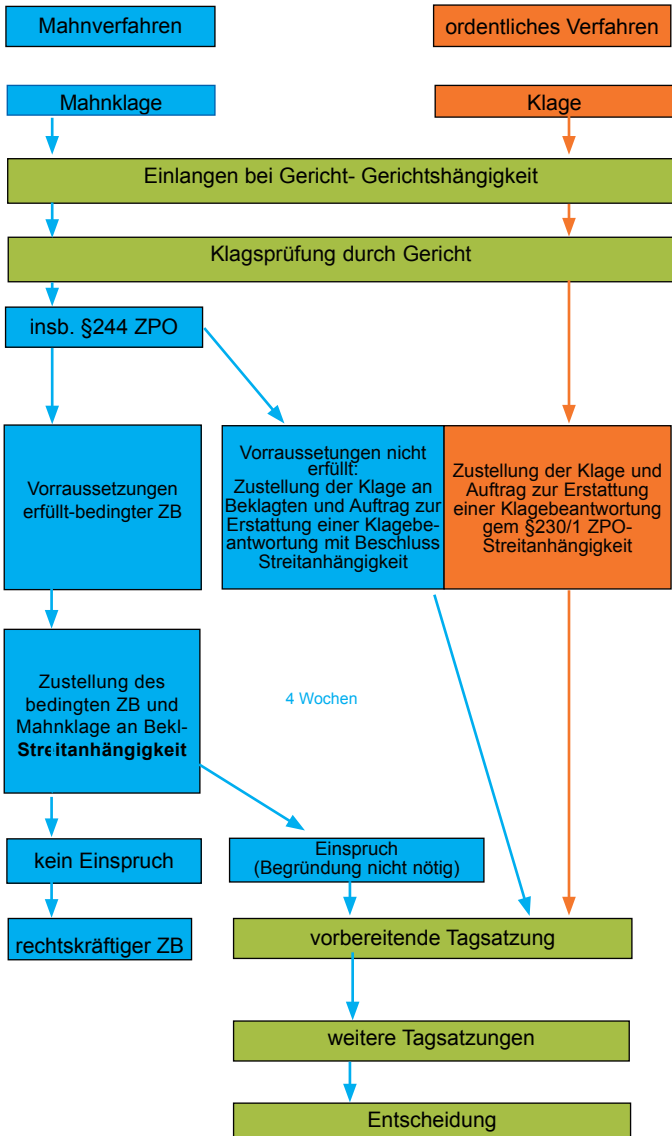 Mahnverfahren
ordentliches Verfahren
Mahnklage
Klage
Einlangen bei Gericht- Gerichtshängigkeit
Klagsprüfung durch Gericht
insb. §244 ZPO
Vorraussetzungen
erfüllt-bedingter ZB
Vorraussetungen nicht
erfüllt:
Zustellung der Klage an
Beklagten und Auftrag zur
Erstattung einer Klagebe-
antwortung mit Beschluss
Streitanhängigkeit
Zustellung der Klage und
Auftrag zur Erstattung
einer Klagebeantwortung
gem §230/1 ZPO-
Streitanhängigkeit
Zustellung des
bedingten ZB und
Mahnklage an Bekl-
Streitanhängigkeit
4 Wochen
kein Einspruch
Einspruch
(Begründung nicht nötig)
rechtskräftiger ZB
vorbereitende Tagsatzung
weitere Tagsatzungen
Entscheidung